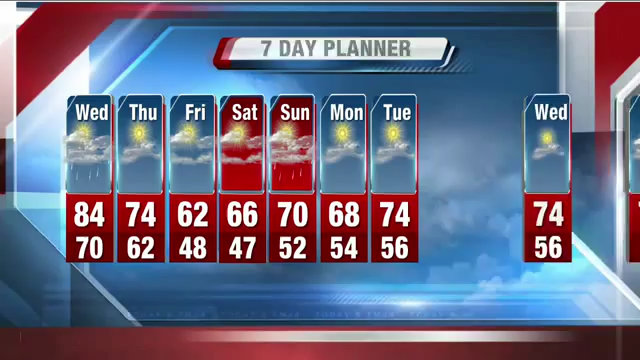 7 DAY PLANNER
Wed Thu Fri Sat Sun Mon Tue Wed
84 74 62 66 70 68 74 74
70 62 48 47 52 54 56 56